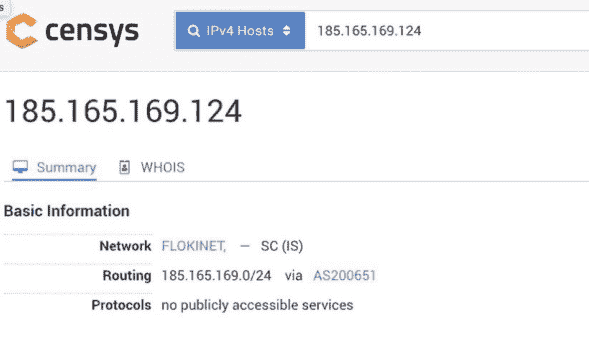 s
censys
IPv4 Hosts 185.165.169.124
185.165.169.124
Summary WHOIS
Basic Information
Network FLOKINET, — SC (IS)
Routing 185.165.169.0/24 via AS200651
Protocols no publicly accessible services